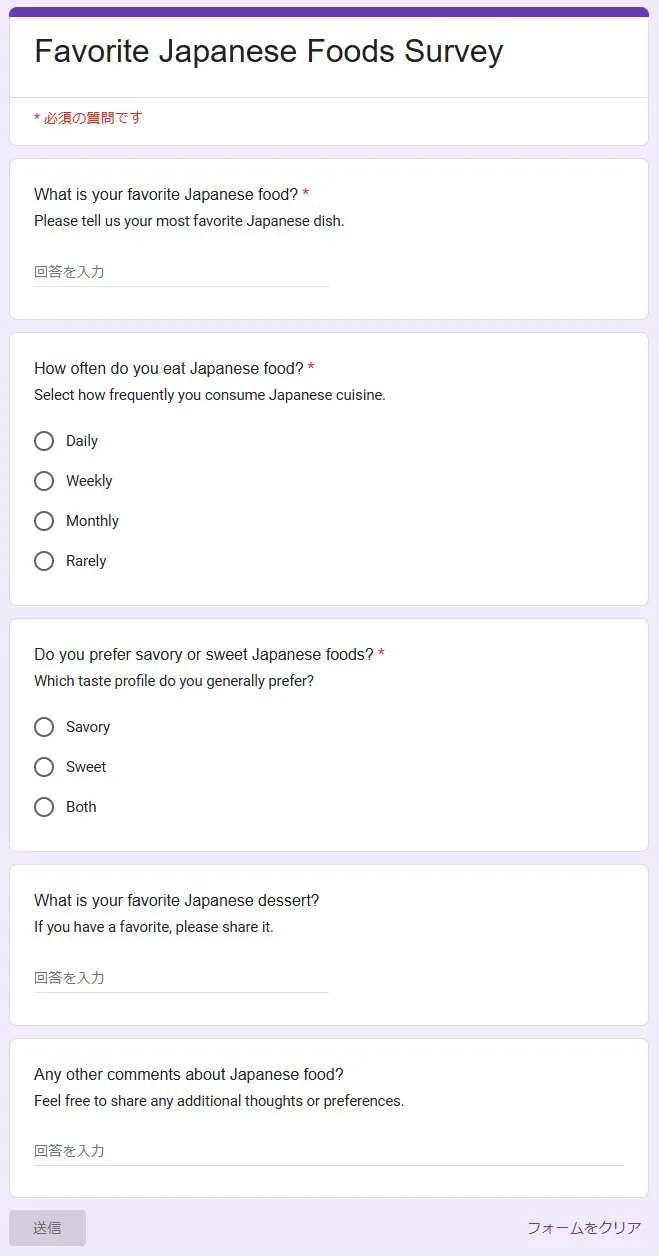 Favorite Japanese Foods Survey
* 必須の質問です
What is your favorite Japanese food? *
Please tell us your most favorite Japanese dish.
回答を入力
How often do you eat Japanese food? *
Select how frequently you consume Japanese cuisine.
Daily
Weekly
Monthly
Rarely
Do you prefer savory or sweet Japanese foods? *
Which taste profile do you generally prefer?
Savory
Sweet
Both
What is your favorite Japanese dessert?
If you have a favorite, please share it.
回答を入力
Any other comments about Japanese food?
Feel free to share any additional thoughts or preferences.
回答を入力
送信 フォームをクリア